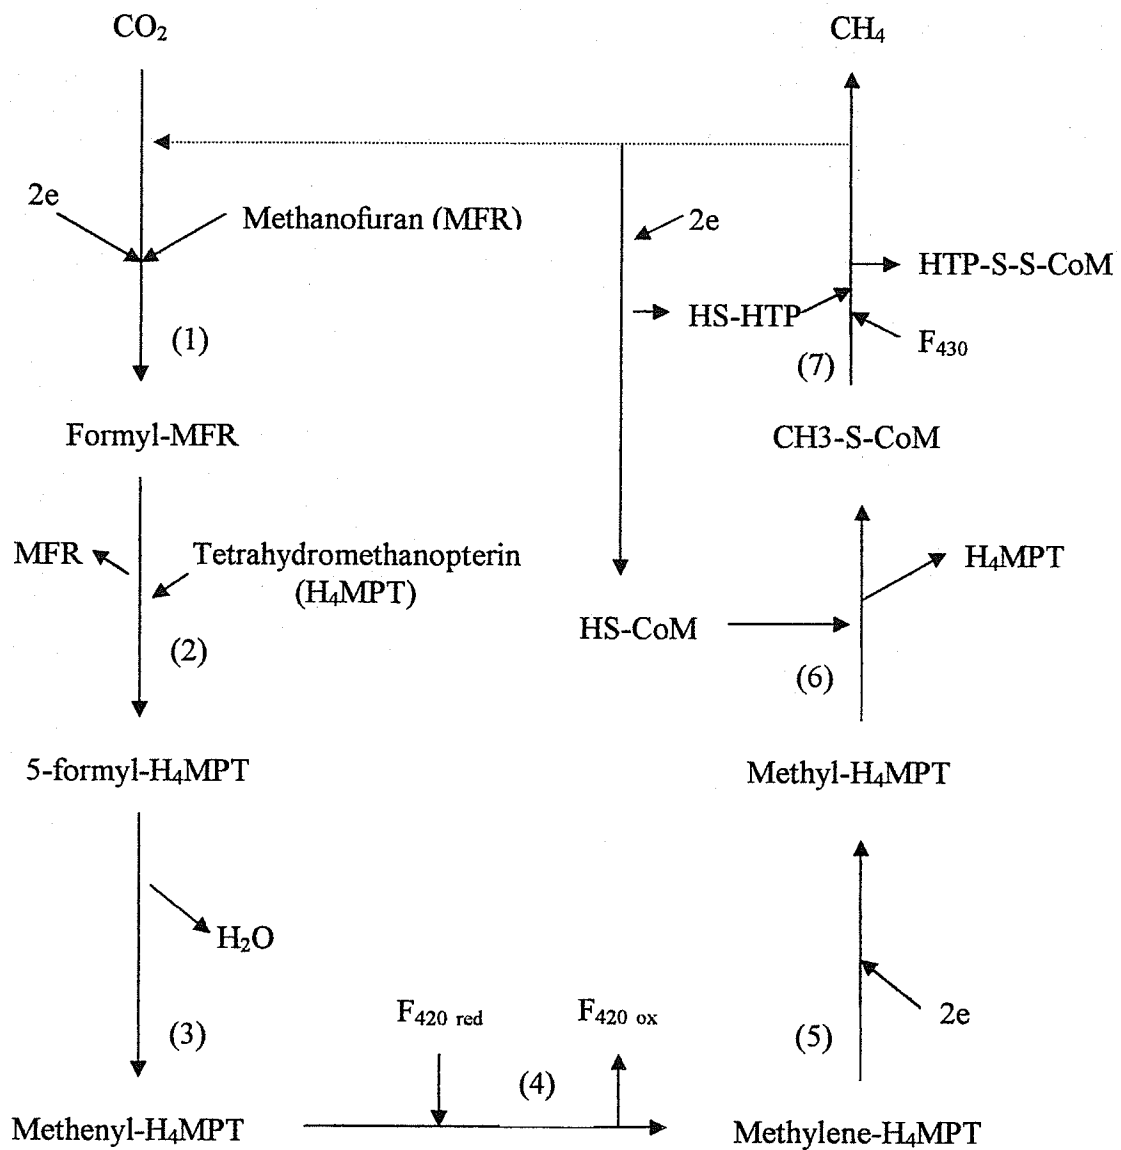 CO₂
CH₄
2e
Methanofuran (MFR)
2e
HTP-S-S-CoM
HS-HTP
F₄₃₀
(1)
(7)
Formyl-MFR
CH3-S-CoM
MFR
Tetrahydromethanopterin
(H₄MPT)
H₄MPT
HS-CoM
(2)
(6)
5-formyl-H₄MPT
Methyl-H₄MPT
H₂O
F₄₂₀ red
F₄₂₀ ox
2e
(3)
(4)
(5)
Methenyl-H₄MPT
Methylene-H₄MPT